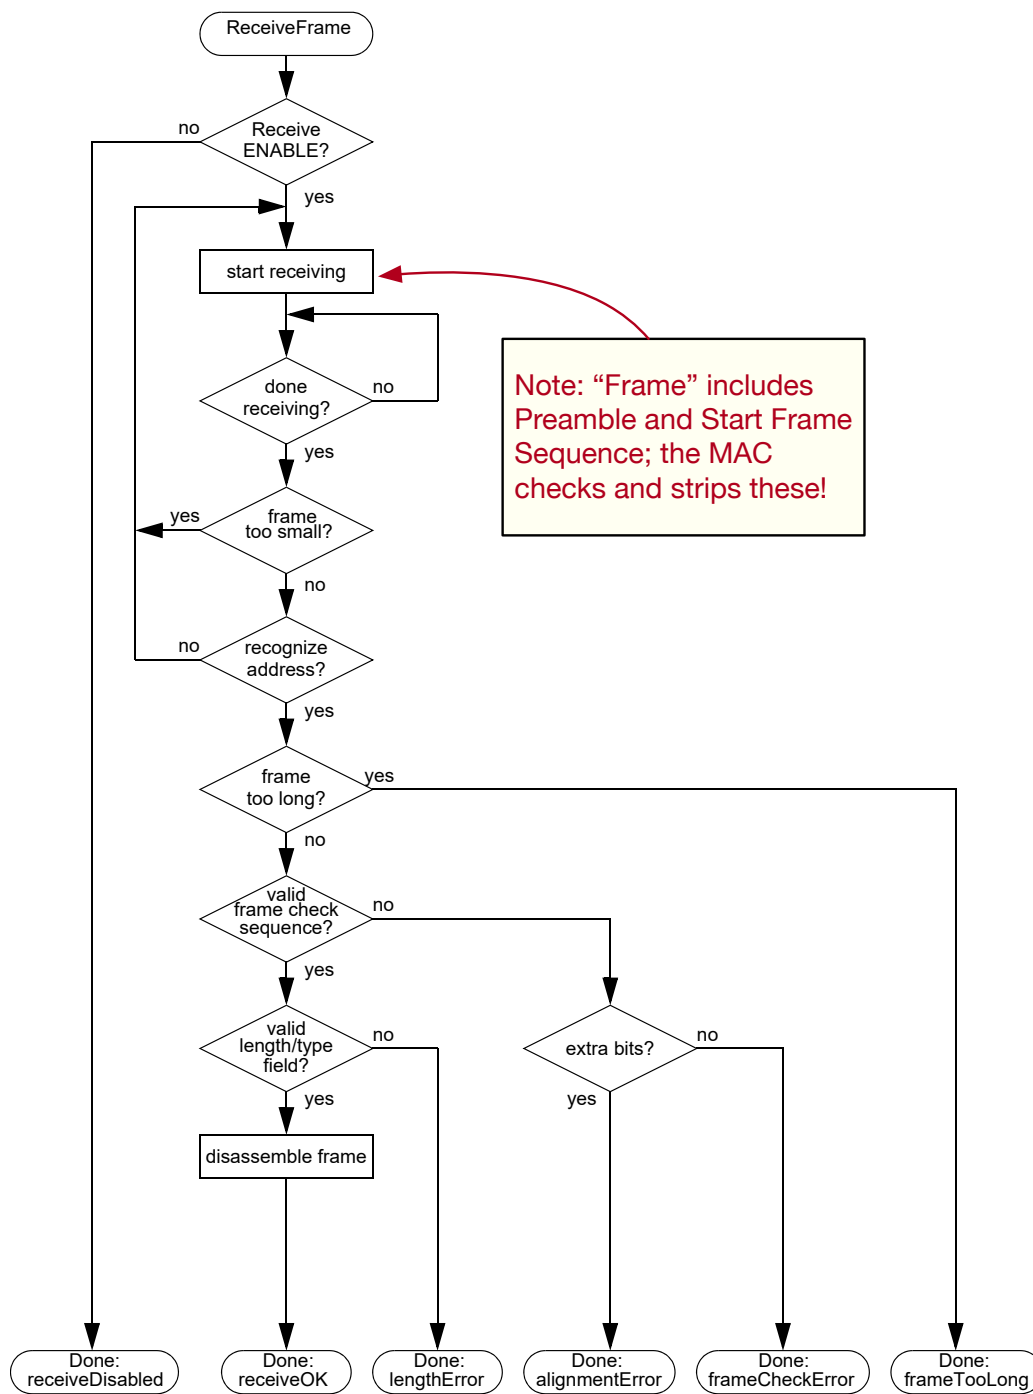 ReceiveFrame
no
Receive
ENABLE?
yes
start receiving
done
receiving?
no
yes
Note: “Frame” includes
Preamble and Start Frame
Sequence; the MAC
checks and strips these!
yes
frame
too small?
no
no
recognize
address?
yes
frame
too long?
yes
no
valid
frame check
sequence?
no
yes
valid
length/type
field?
no
extra bits?
no
yes
yes
disassemble frame
Done:
receiveDisabled
Done:
receiveOK
Done:
lengthError
Done:
alignmentError
Done:
frameCheckError
Done:
frameTooLong